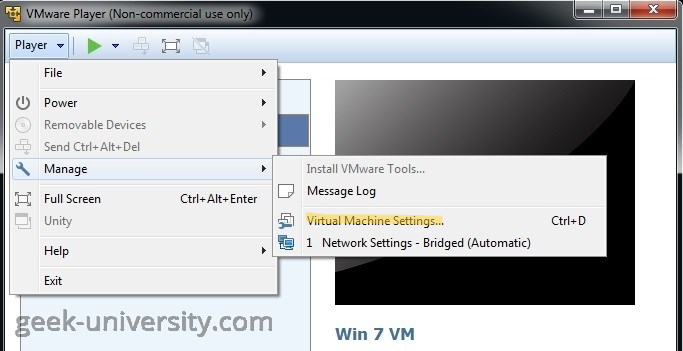 VMware Player (Non-commercial use only)
Player
File
Power
Removable Devices
Send Ctrl+Alt+Del
Manage
Full Screen Ctrl+Alt+Enter
Unity
Help
Exit
Install VMware Tools...
Message Log
Virtual Machine Settings... Ctrl+D
1 Network Settings - Bridged (Automatic)
geek-university.com
Win 7 VM